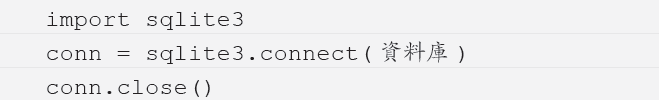 import sqlite3
conn = sqlite3.connect(資料庫)
conn.close()